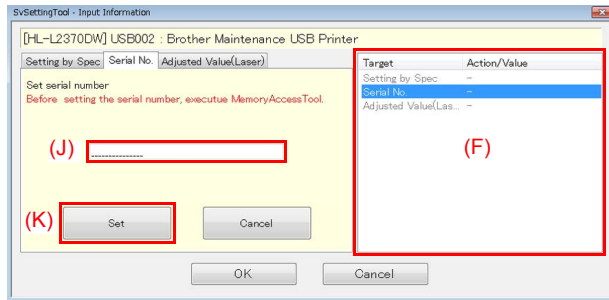 SvSettingTool - Input Information
[HL-L2370DW] USB002 : Brother Maintenance USB Printer
Setting by Spec Serial No. Adjusted Value(Laser)
Set serial number
Before setting the serial number, executue MemoryAccessTool.
(J) ---------------
(K) Set Cancel
Target Action/Value
Setting by Spec -
Serial No. -
Adjusted Value(Las... -
(F)
OK Cancel